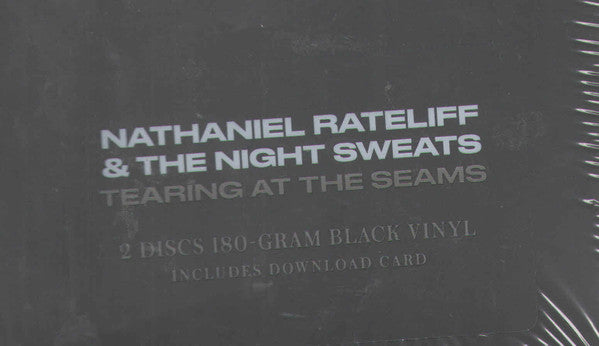 NATHANIEL RATELIFF
& THE NIGHT SWEATS
TEARING AT THE SEAMS
2 DISCS 180-GRAM BLACK VINYL
INCLUDES DOWNLOAD CARD